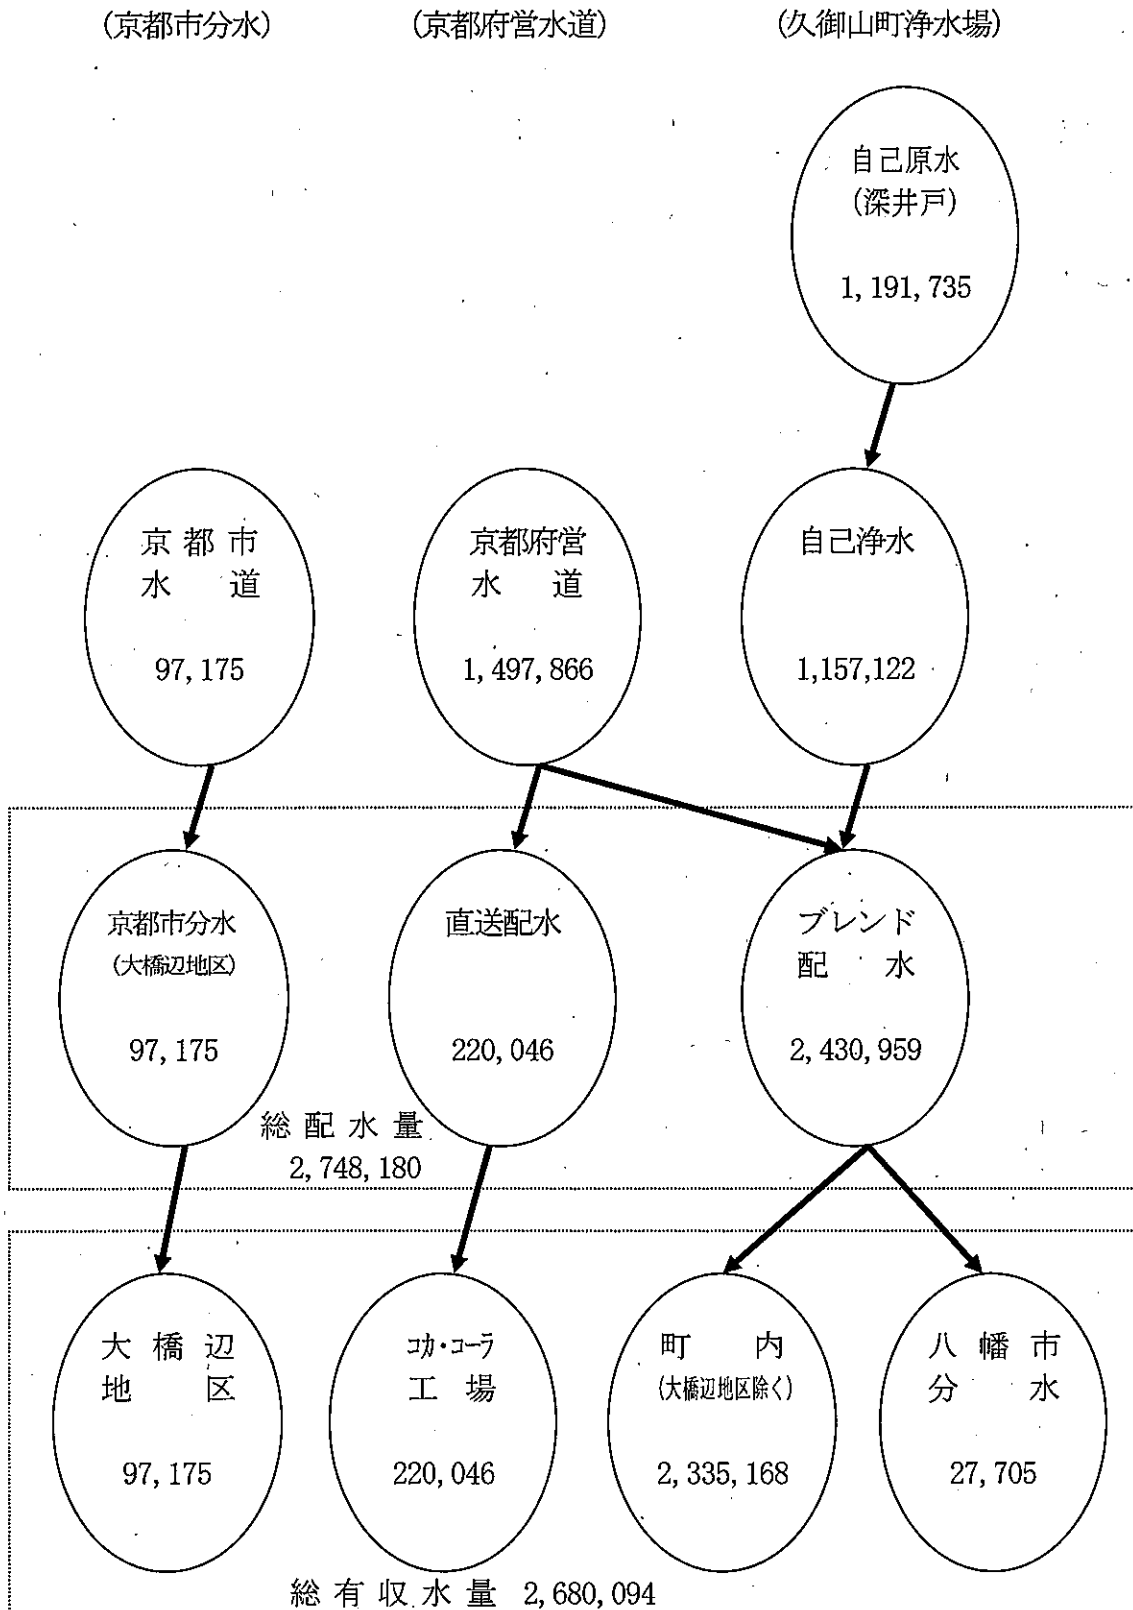 (京都市分水)
(京都府営水道)
(久御山町浄水場)
自己原水
(深井戸)
1,191,735
京都市
水道
97,175
京都府営
水道
1,497,866
自己浄水
1,157,122
京都市分水
(大橋辺地区)
97,175
直送配水
220,046
ブレンド
配水
2,430,959
総配水量
2,748,180
大橋辺
地区
97,175
コカ・コーラ
工場
220,046
町内
(大橋辺地区除く)
2,335,168
八幡市
分水
27,705
総有収水量 2,680,094